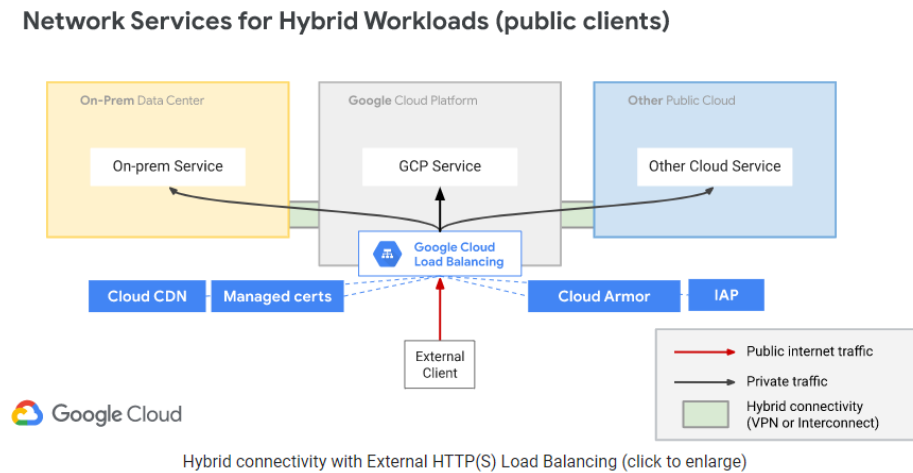 Network Services for Hybrid Workloads (public clients)
On-Prem Data Center
Google Cloud Platform
Other Public Cloud
On-prem Service
GCP Service
Other Cloud Service
Google Cloud
Load Balancing
Cloud CDN
Managed certs
Cloud Armor
IAP
External
Client
Public internet traffic
Private traffic
Hybrid connectivity
(VPN or Interconnect)
Google Cloud
Hybrid connectivity with External HTTP(S) Load Balancing (click to enlarge)